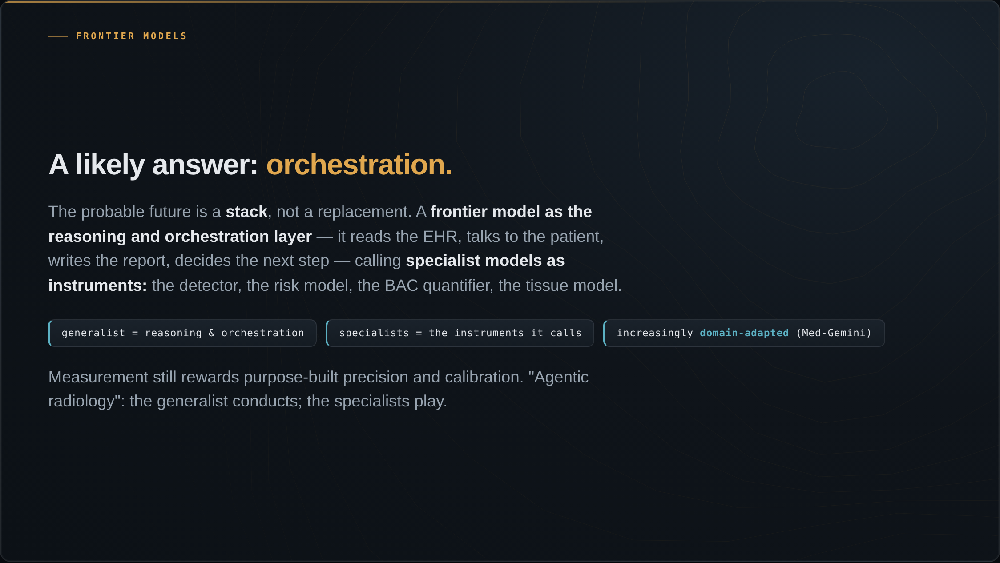 FRONTIER MODELS
A likely answer: orchestration.
The probable future is a stack, not a replacement. A frontier model as the
reasoning and orchestration layer — it reads the EHR, talks to the patient,
writes the report, decides the next step — calling specialist models as
instruments: the detector, the risk model, the BAC quantifier, the tissue model.
generalist = reasoning & orchestration
specialists = the instruments it calls
increasingly domain-adapted (Med-Gemini)
Measurement still rewards purpose-built precision and calibration. "Agentic
radiology": the generalist conducts; the specialists play.